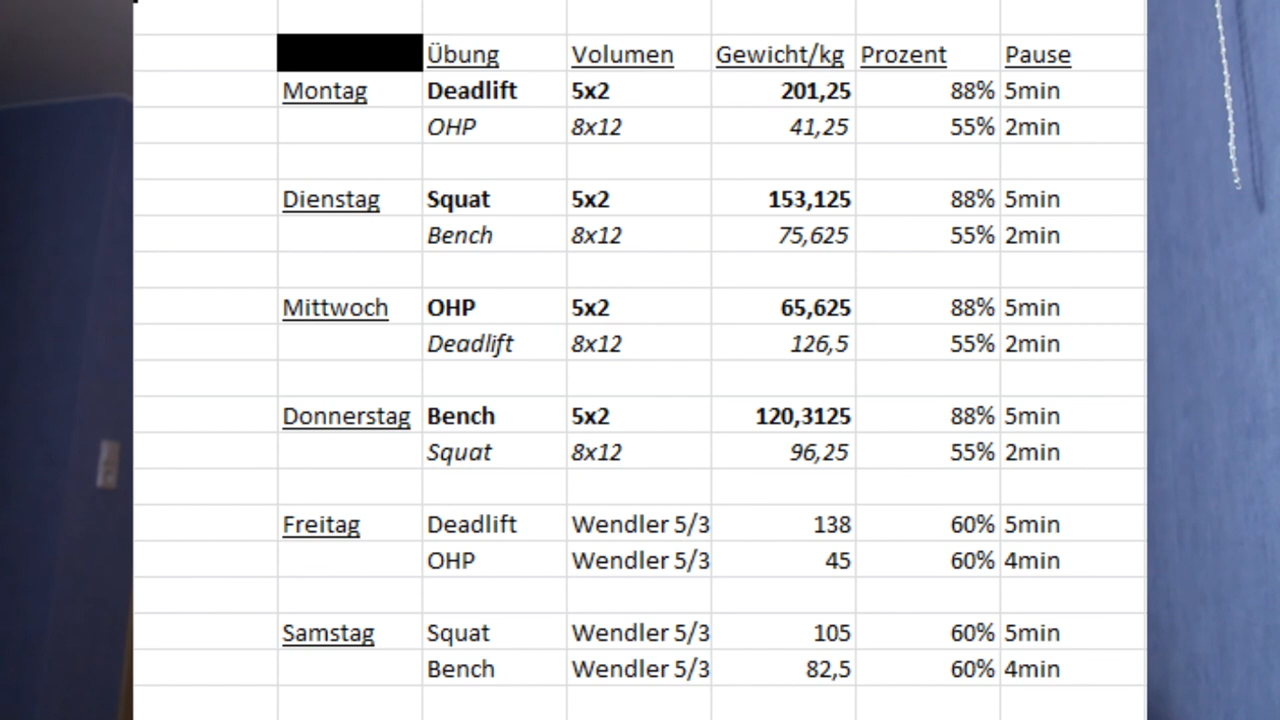 Übung Volumen Gewicht/kg Prozent Pause
Montag Deadlift 5x2 201,25 88% 5min
OHP 8x12 41,25 55% 2min
Dienstag Squat 5x2 153,125 88% 5min
Bench 8x12 75,625 55% 2min
Mittwoch OHP 5x2 65,625 88% 5min
Deadlift 8x12 126,5 55% 2min
Donnerstag Bench 5x2 120,3125 88% 5min
Squat 8x12 96,25 55% 2min
Freitag Deadlift Wendler 5/3 138 60% 5min
OHP Wendler 5/3 45 60% 4min
Samstag Squat Wendler 5/3 105 60% 5min
Bench Wendler 5/3 82,5 60% 4min